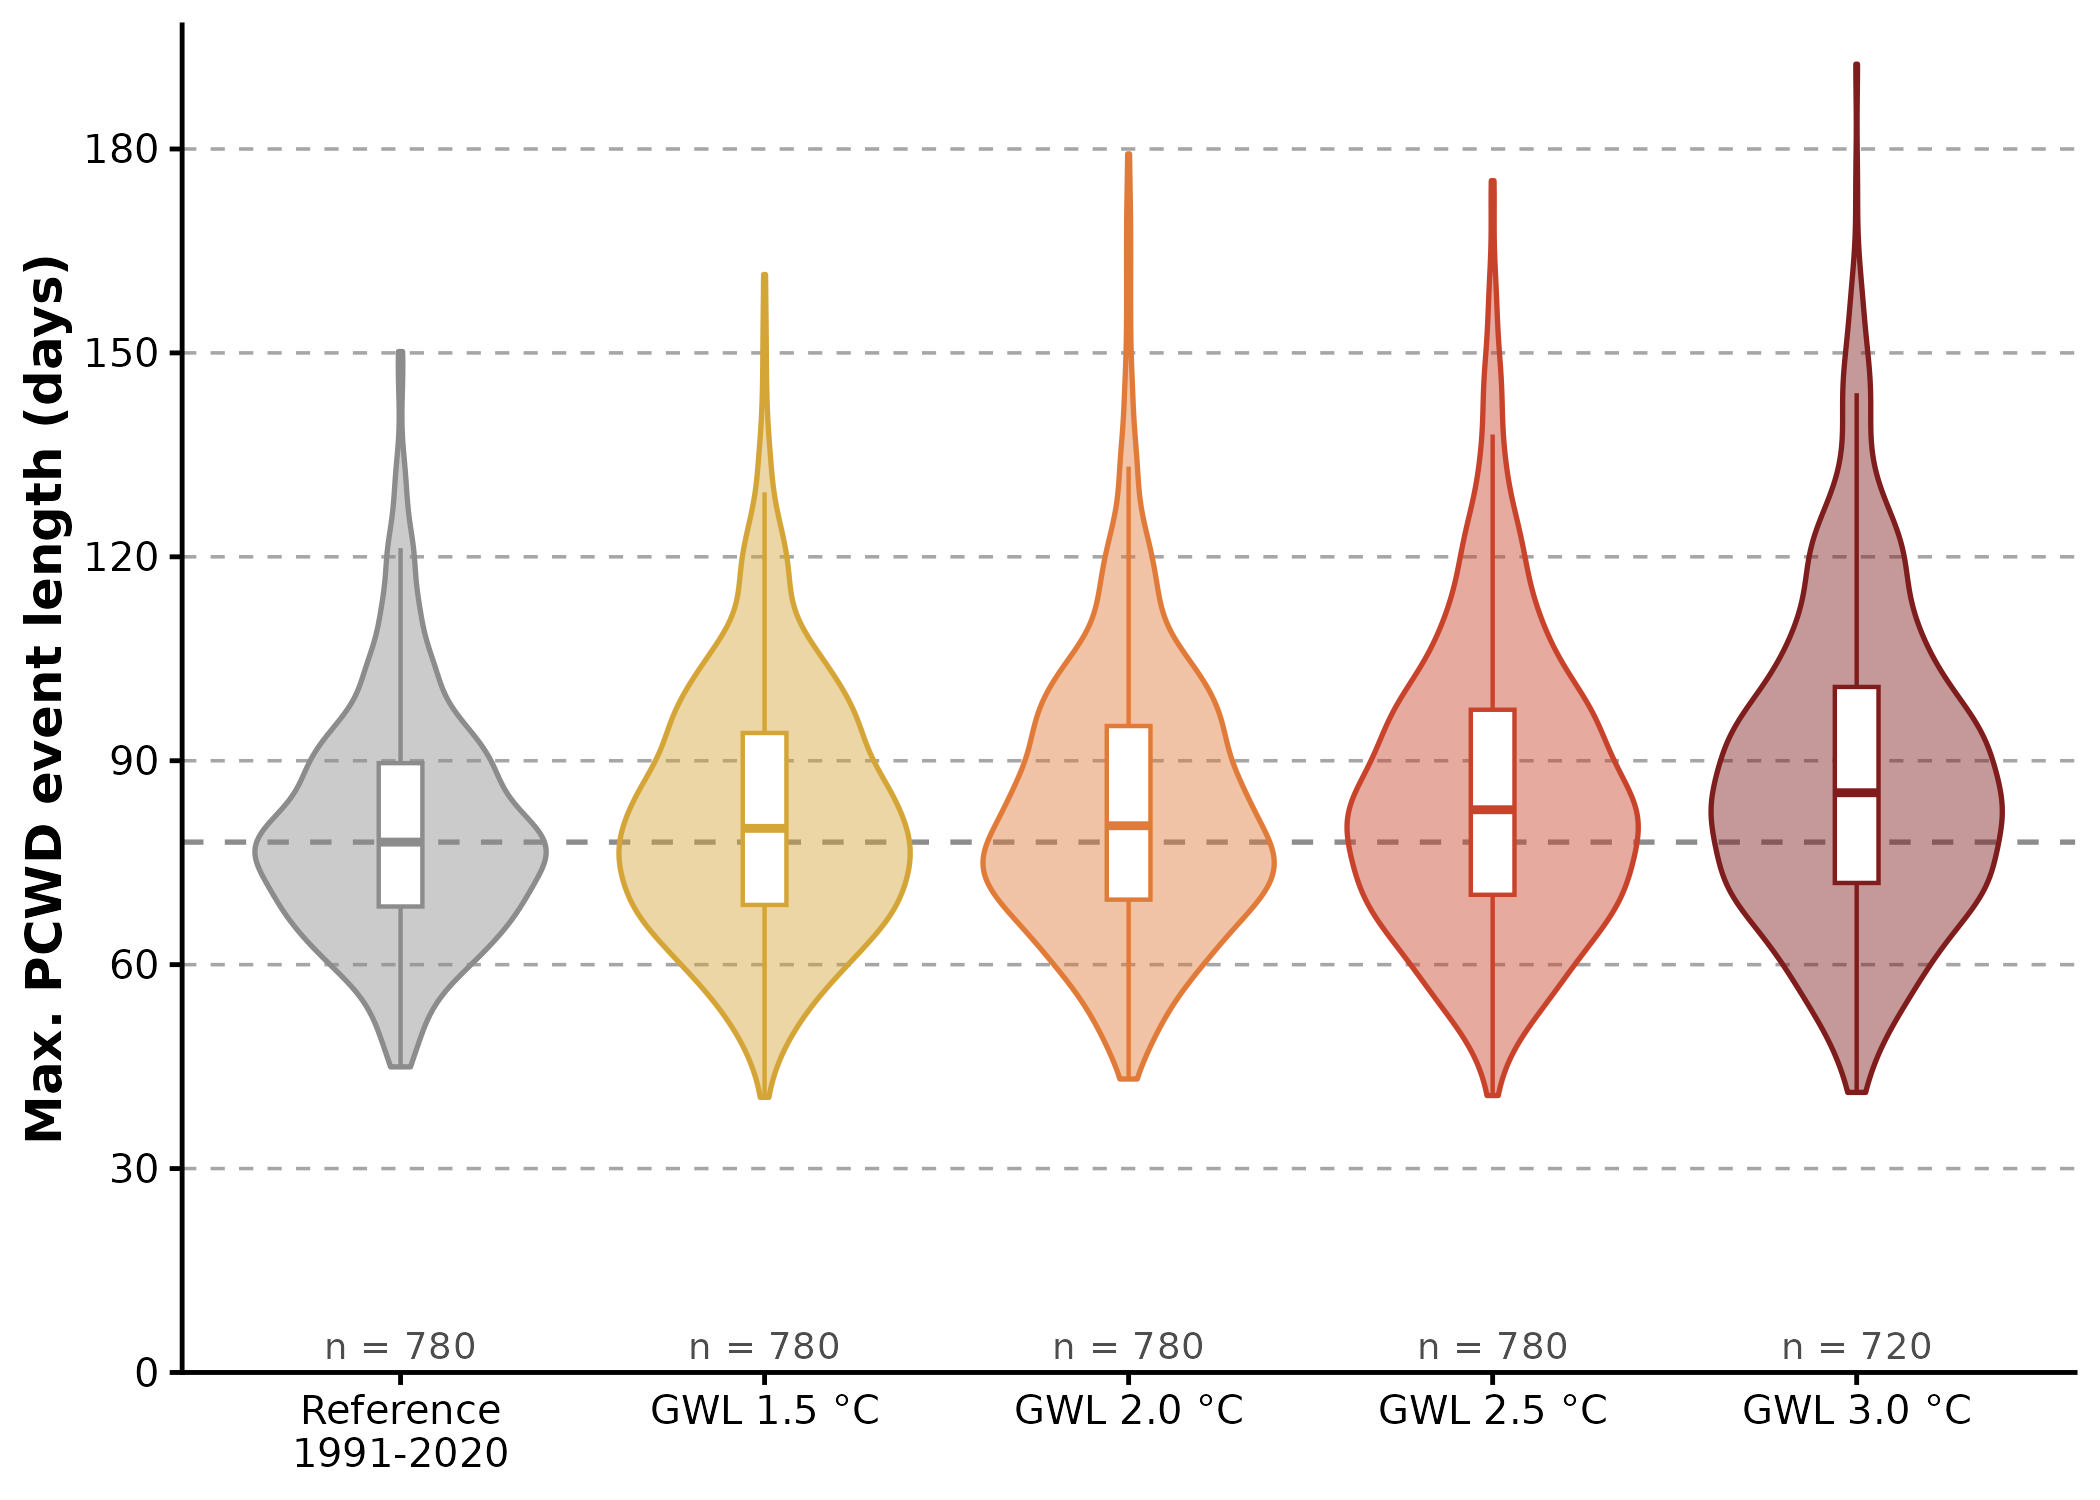 Max. PCWD event length (days)
180
150
120
90
60
30
0
n = 780
n = 780
n = 780
n = 780
n = 720
Reference
1991-2020
GWL 1.5 °C
GWL 2.0 °C
GWL 2.5 °C
GWL 3.0 °C